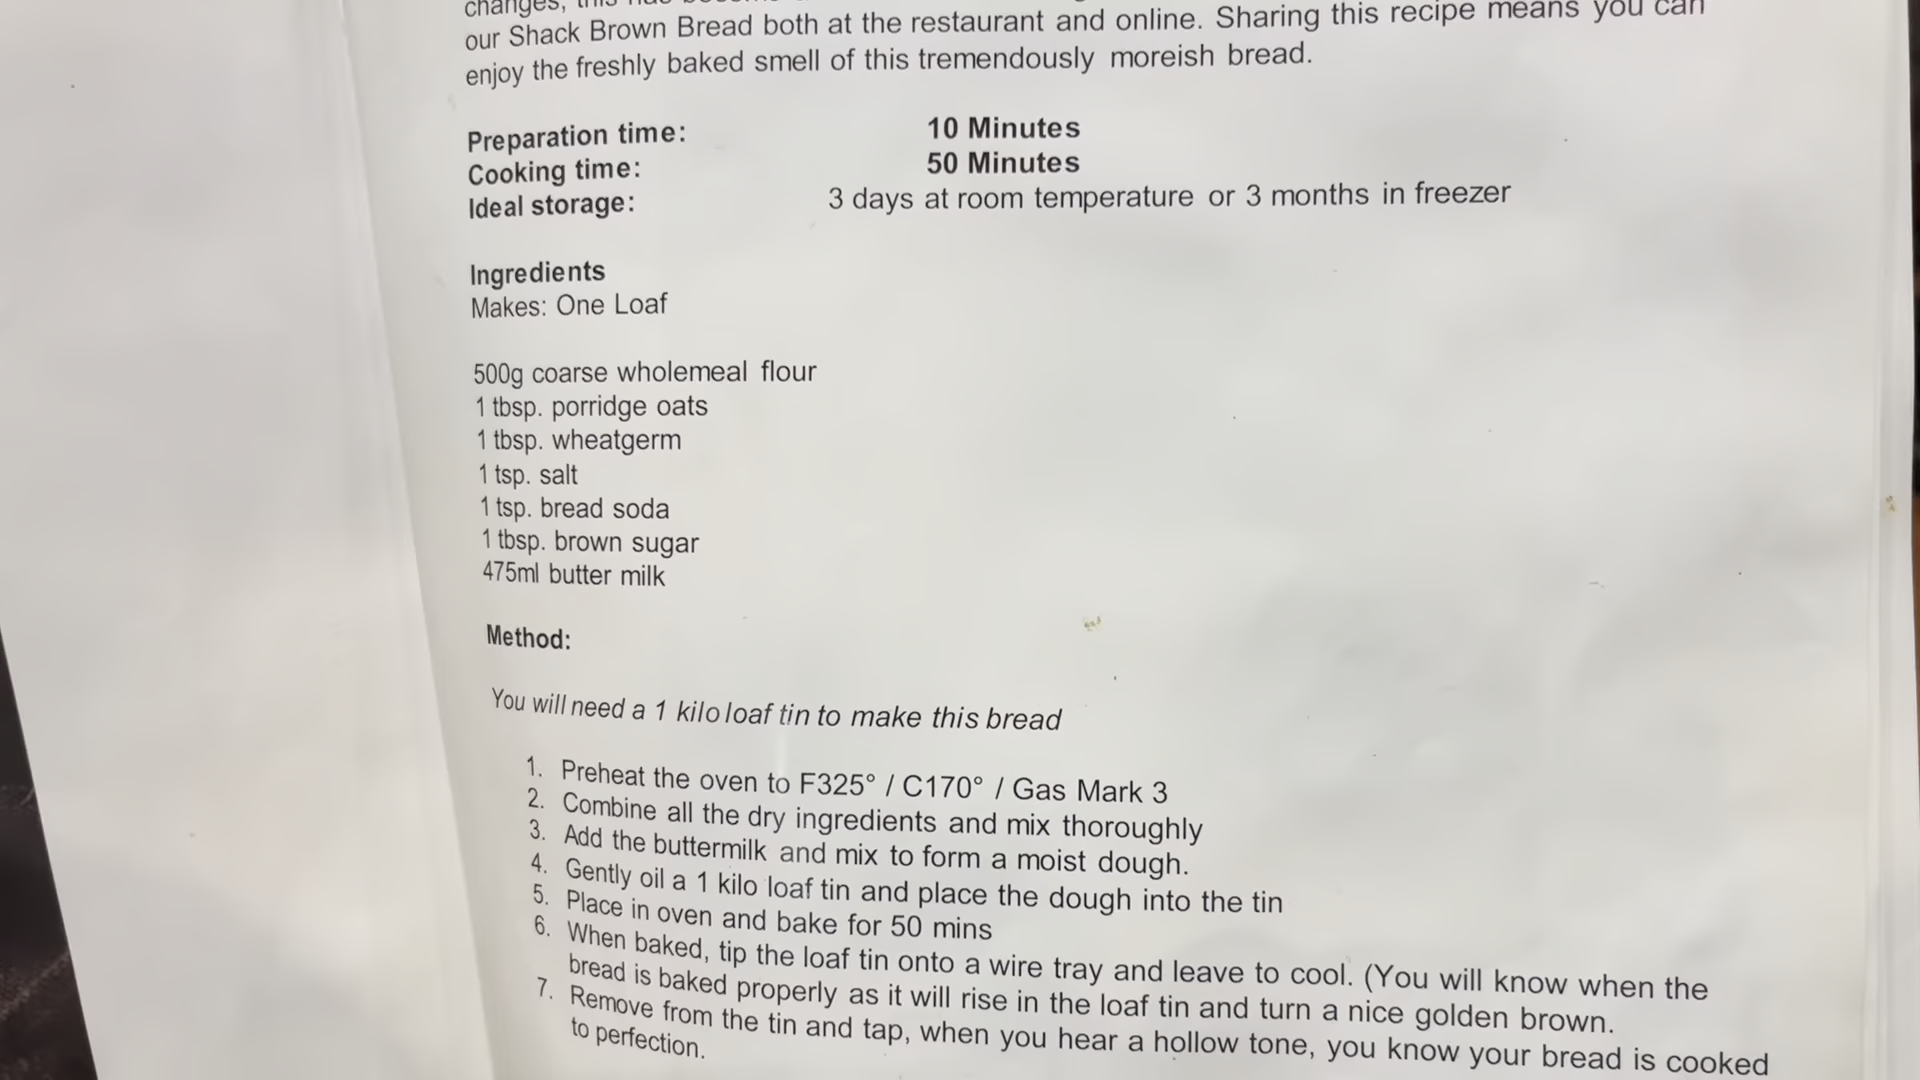 changes, this has
our Shack Brown Bread both at the restaurant and online. Sharing this recipe means you can
enjoy the freshly baked smell of this tremendously moreish bread.
Preparation time: 10 Minutes
Cooking time: 50 Minutes
Ideal storage: 3 days at room temperature or 3 months in freezer
Ingredients
Makes: One Loaf
500g coarse wholemeal flour
1 tbsp. porridge oats
1 tbsp. wheatgerm
1 tsp. salt
1 tsp. bread soda
1 tbsp. brown sugar
475ml butter milk
Method:
You will need a 1 kilo loaf tin to make this bread
1. Preheat the oven to F325° / C170° / Gas Mark 3
2. Combine all the dry ingredients and mix thoroughly
3. Add the buttermilk and mix to form a moist dough.
4. Gently oil a 1 kilo loaf tin and place the dough into the tin
5. Place in oven and bake for 50 mins
6. When baked, tip the loaf tin onto a wire tray and leave to cool. (You will know when the
bread is baked properly as it will rise in the loaf tin and turn a nice golden brown.
7. Remove from the tin and tap, when you hear a hollow tone, you know your bread is cooked
to perfection.